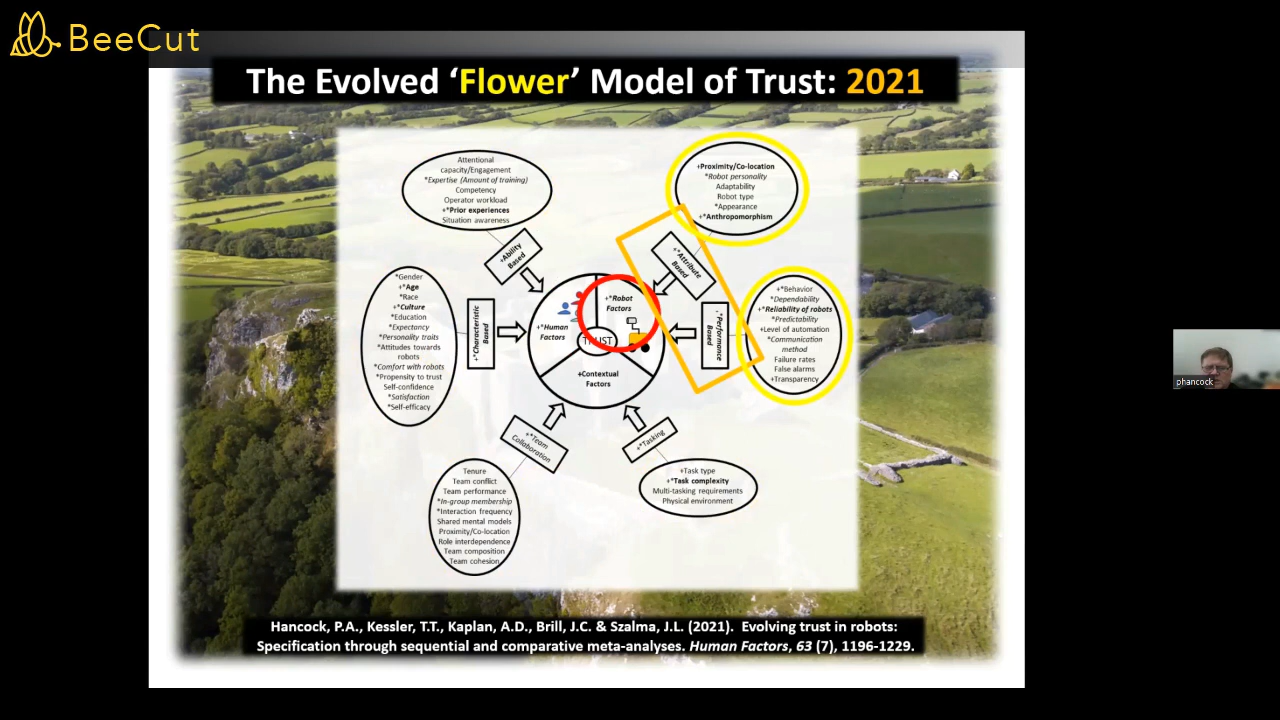 BeeCut
The Evolved ‘Flower’ Model of Trust: 2021
Attentional
capacity/Engagement
*Expertise (Amount of training)
Competency
Operator workload
+*Prior experiences
Situation awareness
+Ability
Based
+Proximity/Co-location
*Robot personality
Adaptability
Robot type
*Appearance
+*Anthropomorphism
+*Attribute
Based
*Gender
+*Age
*Race
+*Culture
*Education
*Expectancy
*Personality traits
*Attitudes towards
robots
*Comfort with robots
*Propensity to trust
Self-confidence
*Satisfaction
*Self-efficacy
+*Characteristic
Based
+*Human
Factors
+*Robot
Factors
TRUST
+Contextual
Factors
+*Performance
Based
+*Behavior
*Dependability
+*Reliability of robots
*Predictability
+Level of automation
*Communication
method
Failure rates
False alarms
+Transparency
+*Team
Collaboration
Tenure
Team conflict
Team performance
*In-group membership
*Interaction frequency
Shared mental models
Proximity/Co-location
Role interdependence
Team composition
Team cohesion
+*Tasking
+Task type
+*Task complexity
Multi-tasking requirements
Physical environment
Hancock, P.A., Kessler, T.T., Kaplan, A.D., Brill, J.C. & Szalma, J.L. (2021). Evolving trust in robots:
Specification through sequential and comparative meta-analyses. Human Factors, 63 (7), 1196-1229.
phancock